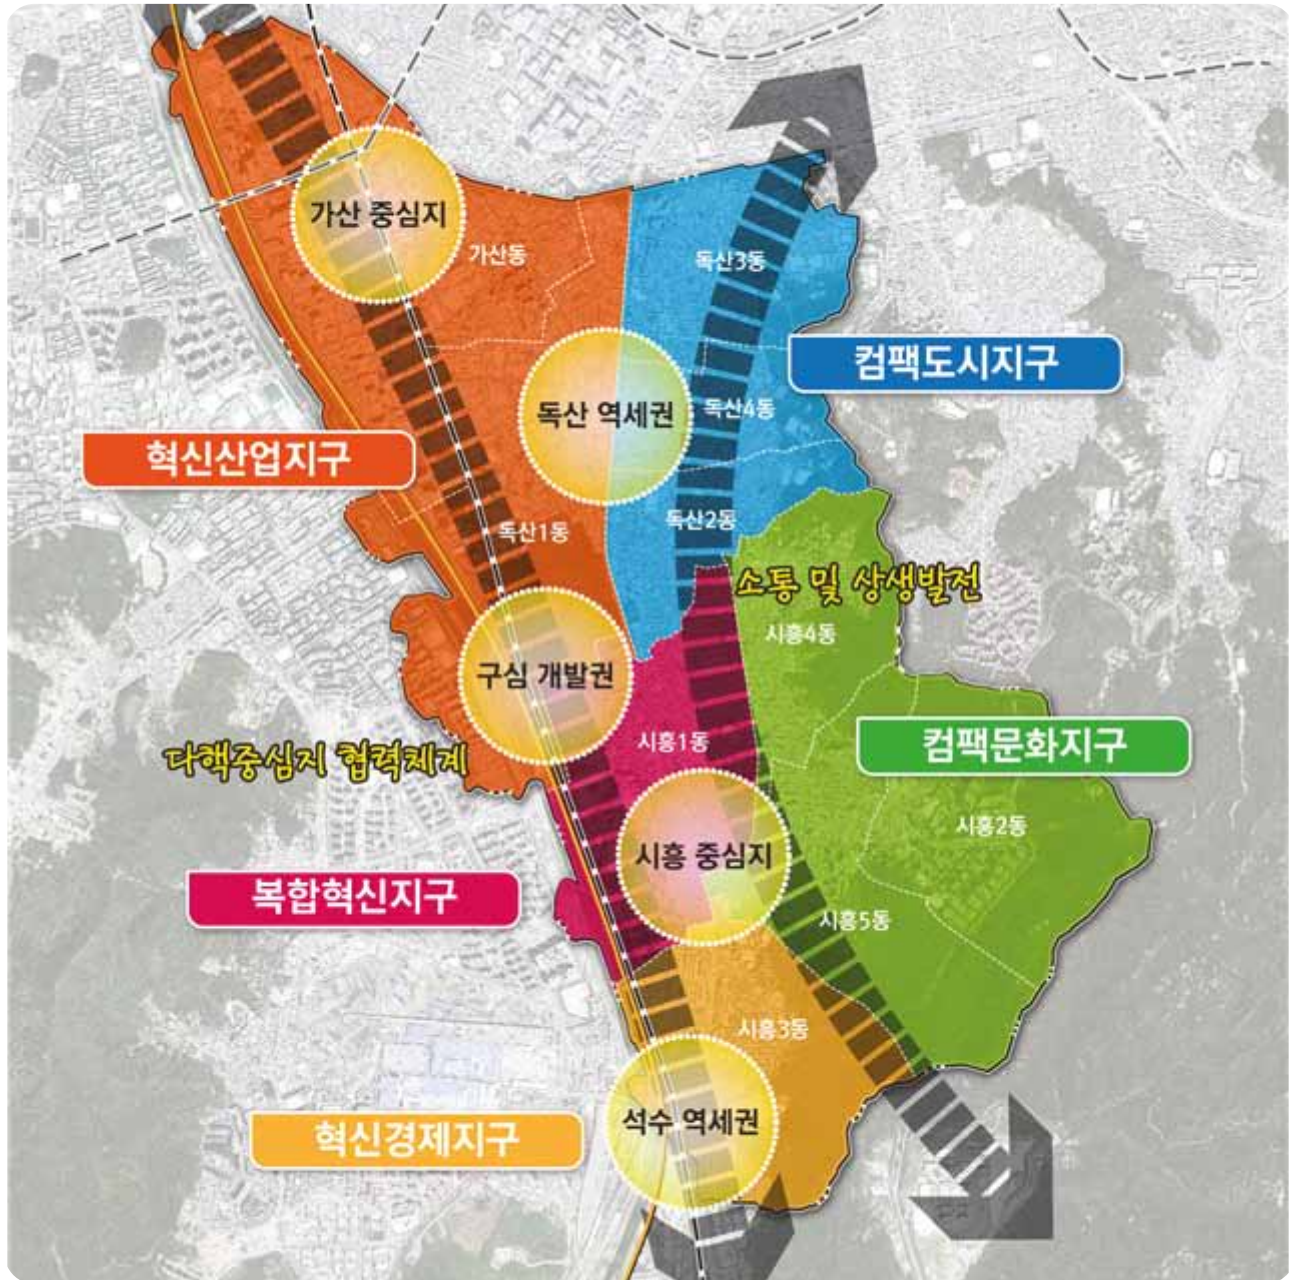 가산 중심지
가산동
독산3동
컴팩도시지구
독산 역세권
독산4동
혁신산업지구
독산1동
독산2동
소통 및 상생발전
시흥4동
구심 개발권
시흥1동
컴팩문화지구
다핵중심지 협력체계
시흥2동
시흥 중심지
복합혁신지구
시흥5동
시흥3동
석수 역세권
혁신경제지구